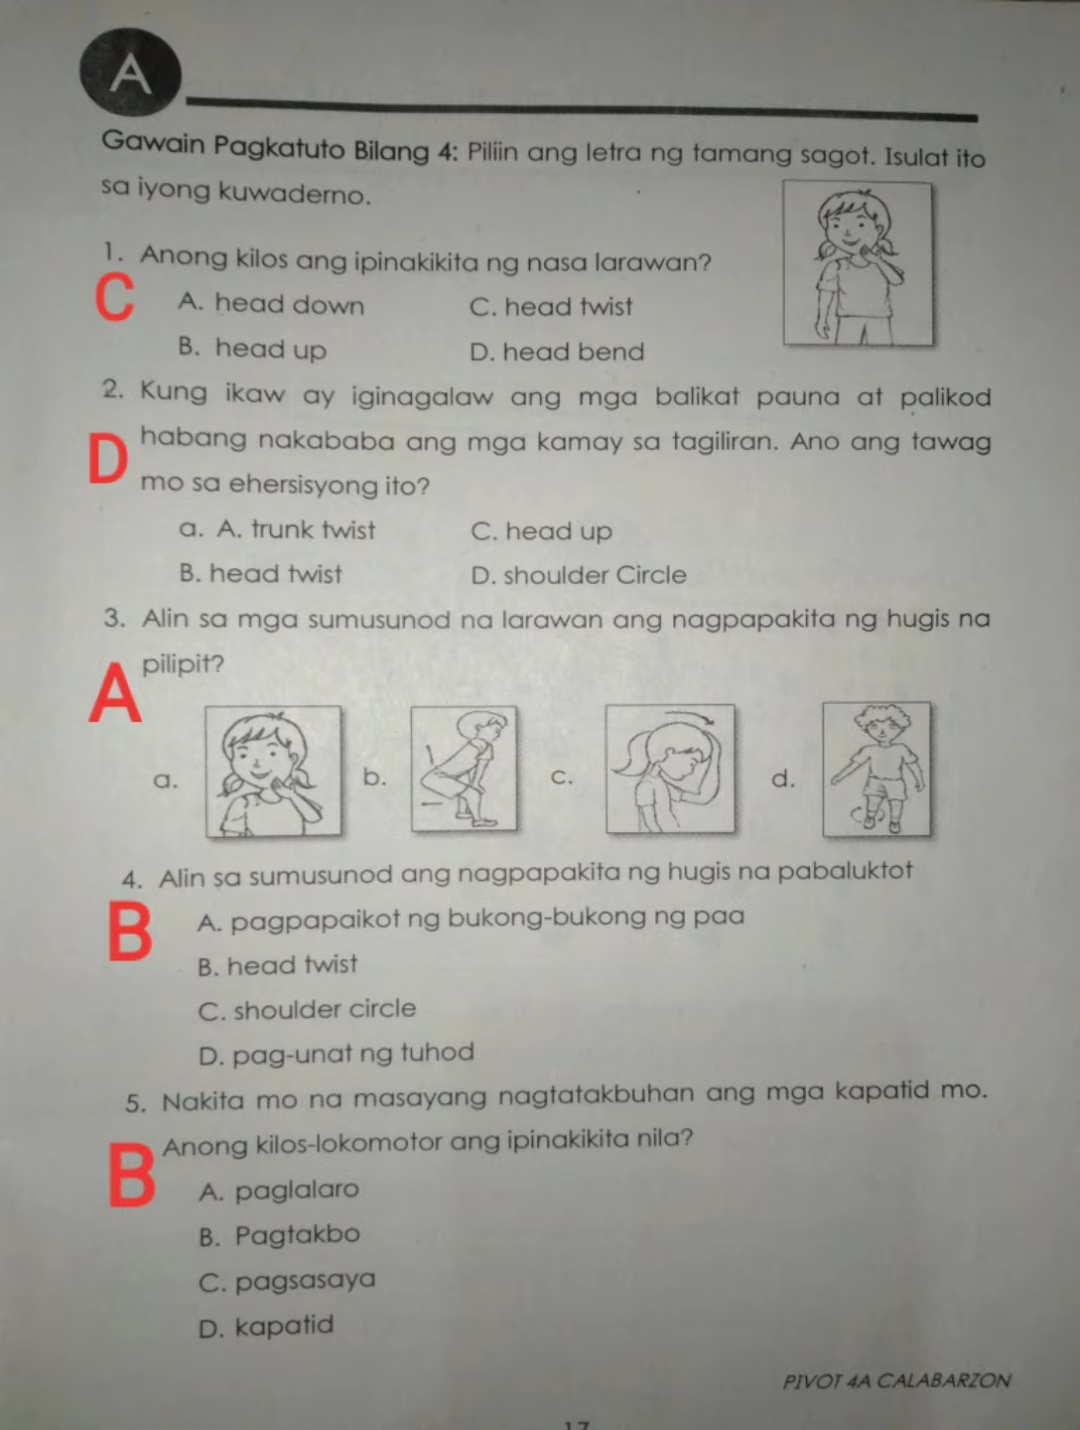 A
Gawain Pagkatuto Bilang 4: Piliin ang letra ng tamang sagot. Isulat ito
sa iyong kuwaderno.
1. Anong kilos ang ipinakikita ng nasa larawan?
C
A. head down C. head twist
B. head up D. head bend
2. Kung ikaw ay iginagalaw ang mga balikat pauna at palikod
D
habang nakababa ang mga kamay sa tagiliran. Ano ang tawag
mo sa ehersisyong ito?
a. A. trunk twist C. head up
B. head twist D. shoulder Circle
3. Alin sa mga sumusunod na larawan ang nagpapakita ng hugis na
A
pilipit?
a. b. c. d.
4. Alin sa sumusunod ang nagpapakita ng hugis na pabaluktot
B
A. pagpapaikot ng bukong-bukong ng paa
B. head twist
C. shoulder circle
D. pag-unat ng tuhod
5. Nakita mo na masayang nagtatakbuhan ang mga kapatid mo.
B
Anong kilos-lokomotor ang ipinakikita nila?
A. paglalaro
B. Pagtakbo
C. pagsasaya
D. kapatid
PIVOT 4A CALABARZON
17